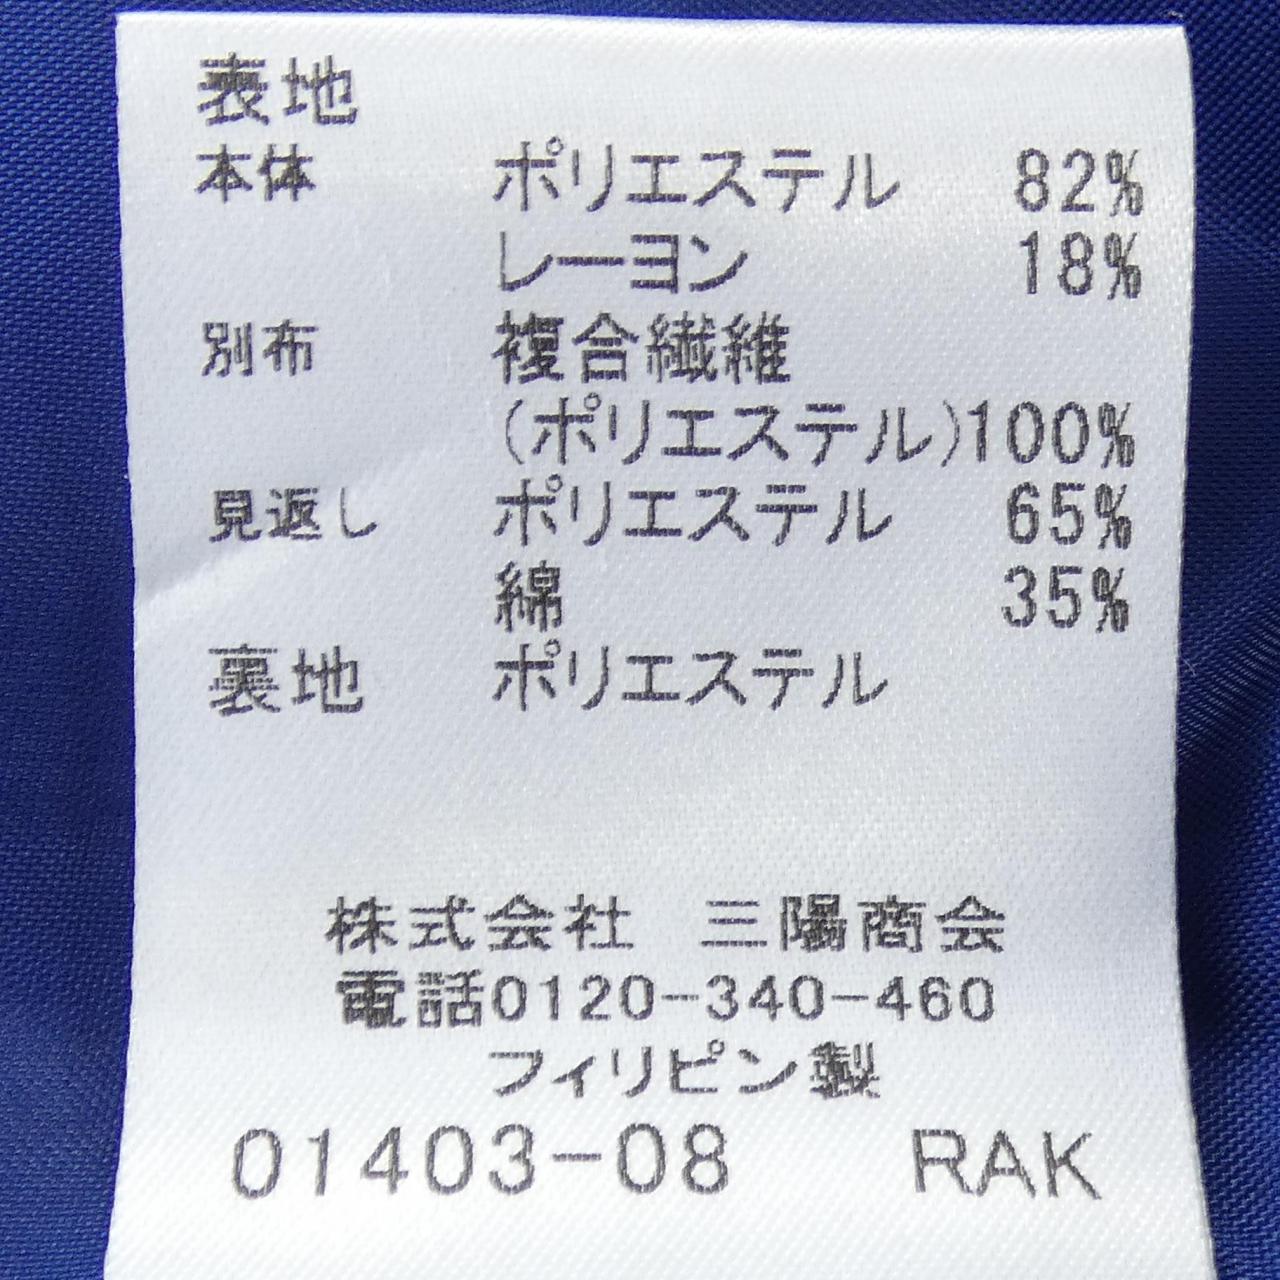 表地
本体 ポリエステル 82%
レーヨン 18%
別布 複合繊維
(ポリエステル)100%
見返し ポリエステル 65%
綿 35%
裏地 ポリエステル
株式会社 三陽商会
電話0120-340-460
フィリピン製
01403-08 RAK